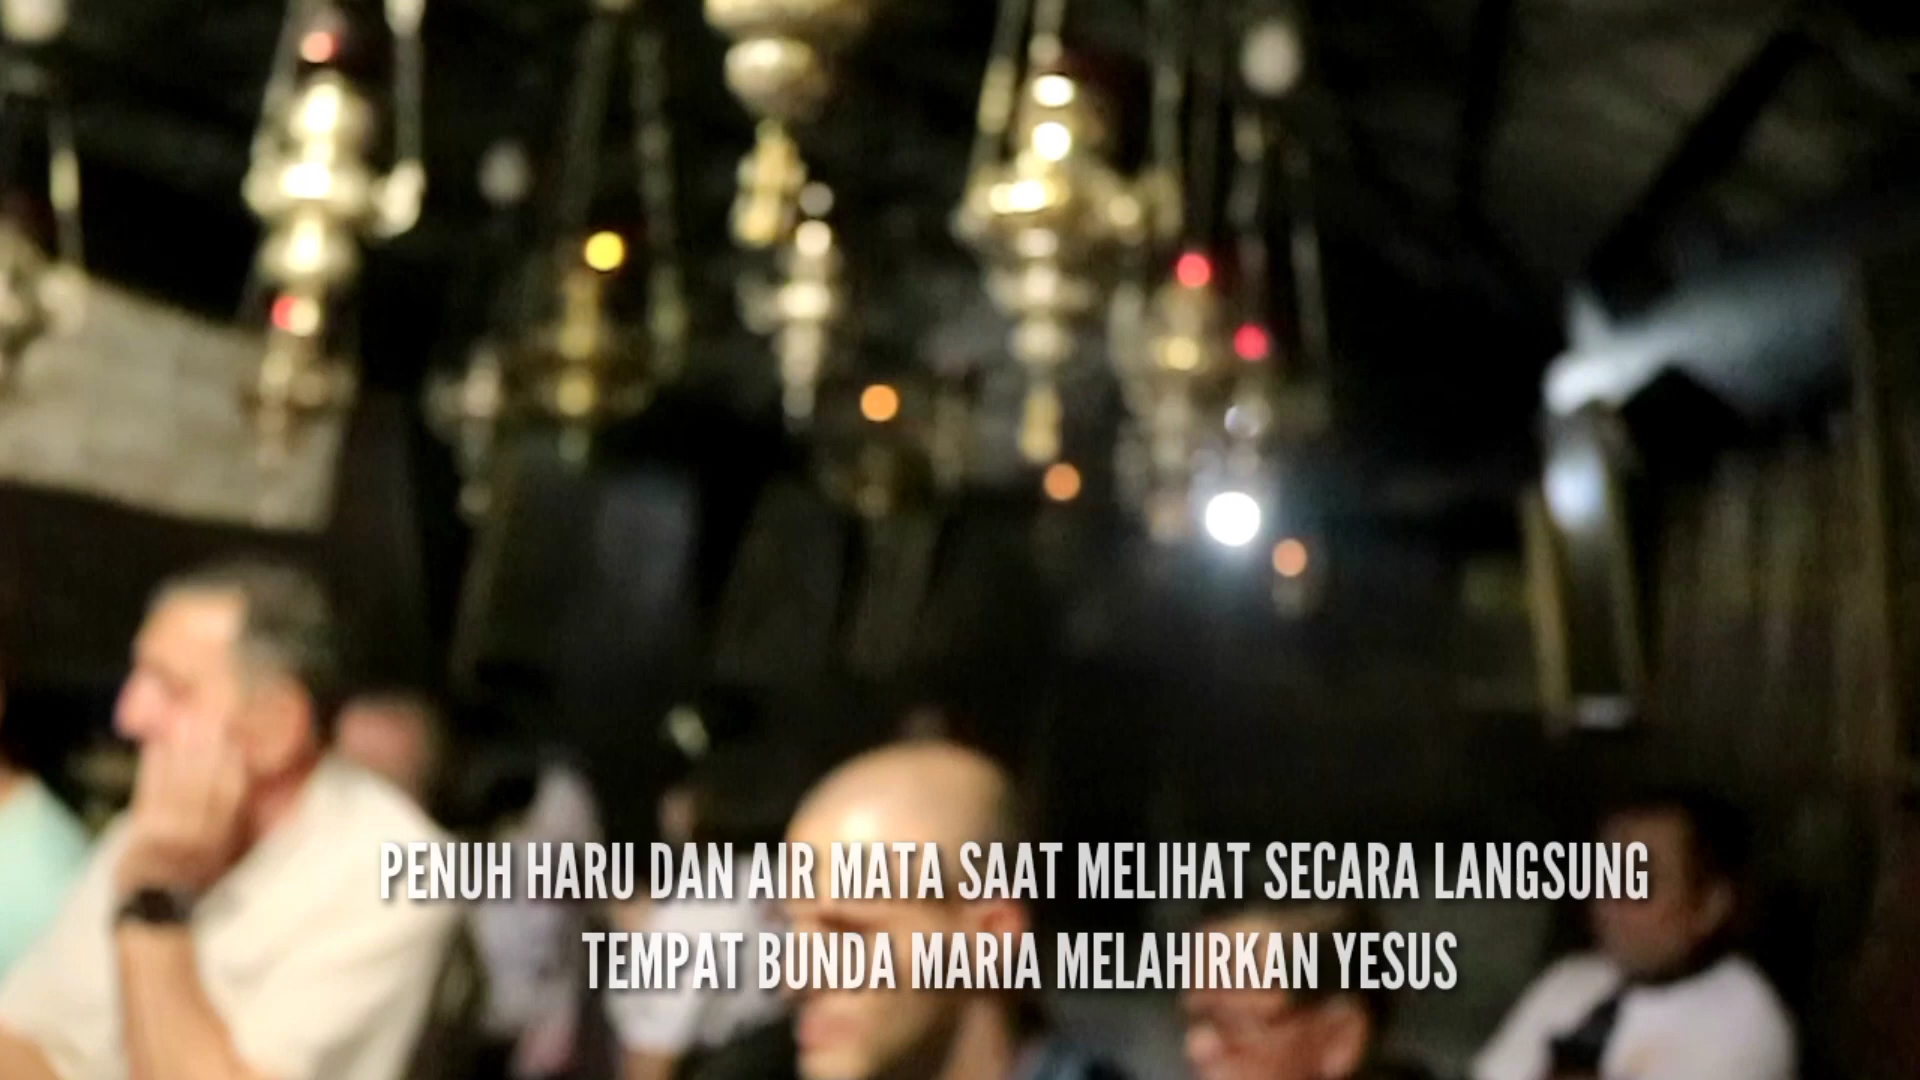 PENUH HARU DAN AIR MATA SAAT MELIHAT SECARA LANGSUNG
TEMPAT BUNDA MARIA MELAHIRKAN YESUS